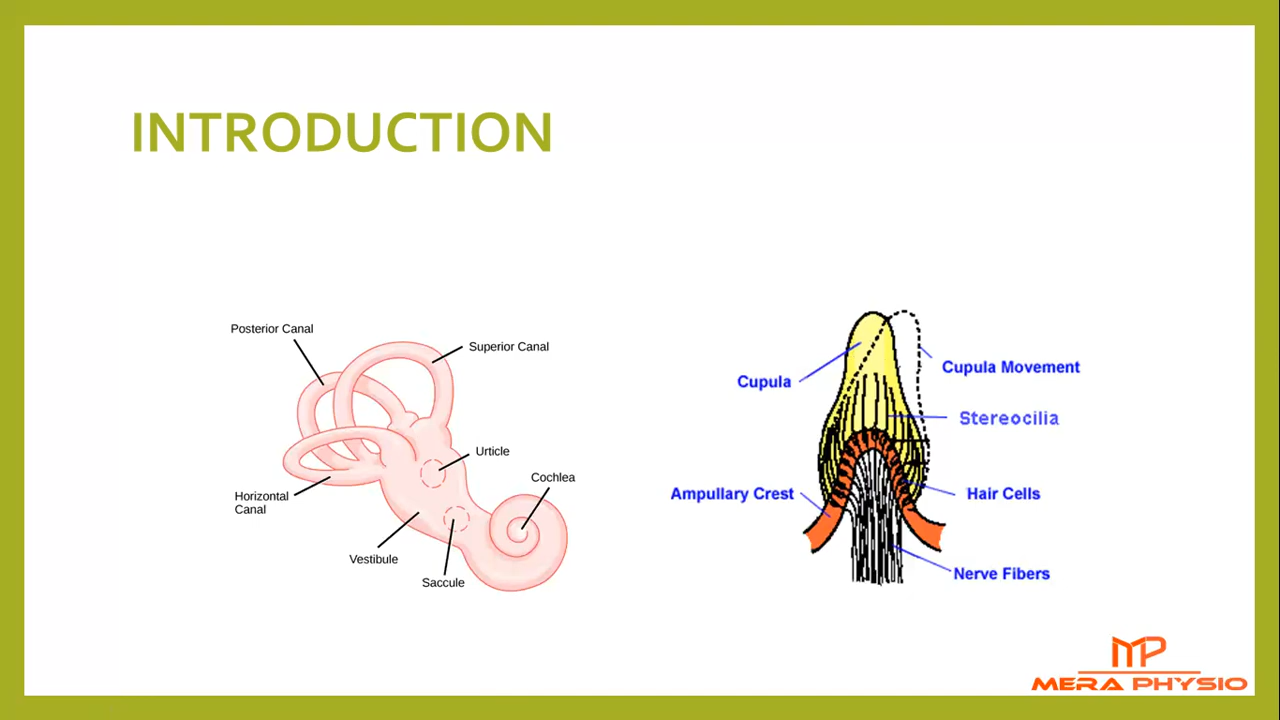 INTRODUCTION
Posterior Canal
Superior Canal
Urticle
Cochlea
Horizontal
Canal
Vestibule
Saccule
Cupula
Cupula Movement
Stereocilia
Ampullary Crest
Hair Cells
Nerve Fibers
MP
MERA PHYSIO